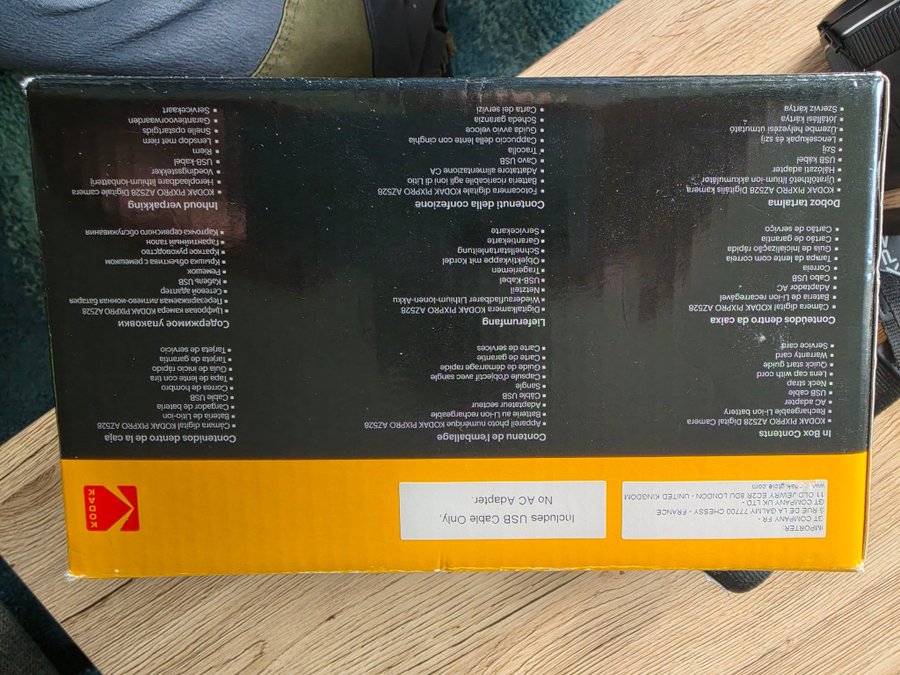 IMPORTER:
GT COMPANY FR -
5 RUE DE LA GALMY 77700 CHESSY - FRANCE
GT COMPANY UK LTD -
11 OLD JEWRY EC2R 8DU LONDON - UNITED KINGDOM
Includes USB Cable Only,
No AC Adapter.
KODAK
In Box Contents
▪ KODAK PIXPRO AZ528 Digital Camera
▪ Rechargeable Li-ion battery
▪ AC adapter
▪ USB cable
▪ Neck strap
▪ Lens cap with cord
▪ Quick start guide
▪ Warranty card
▪ Service card
Contenu de l'emballage
▪ Appareil photo numérique KODAK PIXPRO AZ528
▪ Batterie au Li-ion rechargeable
▪ Adaptateur secteur
▪ Câble USB
▪ Sangle
▪ Capsule d'objectif avec sangle
▪ Guide de démarrage rapide
▪ Carte de garantie
▪ Carte de services
Contenidos dentro de la caja
▪ Cámara digital KODAK PIXPRO AZ528
▪ Batería Litio-ion
▪ Cargador de batería
▪ Cable USB
▪ Correa de hombro
▪ Tapa de lente con tira
▪ Guía de inicio rápido
▪ Tarjeta de garantía
▪ Tarjeta de servicio
Conteúdos dentro da caixa
▪ Câmara digital KODAK PIXPRO AZ528
▪ Bateria de Li-ion recarregável
▪ Adaptador AC
▪ Cabo USB
▪ Correia
▪ Tampa da lente com correia
▪ Guia de Inicialização rápida
▪ Cartão de garantia
▪ Cartão de serviço
Lieferumfang
▪ Digitalkamera KODAK PIXPRO AZ528
▪ Wiederaufladbarer Lithium-Ionen-Akku
▪ Netzteil
▪ USB-Kabel
▪ Trageriemen
▪ Objektivkappe mit Kordel
▪ Schnellstartanleitung
▪ Garantiekarte
▪ Servicekarte
Содержимое упаковки
▪ Цифровая камера KODAK PIXPRO AZ528
▪ Перезаряжаемая литиево-ионная батарея
▪ Сетевой адаптер
▪ Кабель USB
▪ Ремешок
▪ Крышка объектива с ремешком
▪ Краткое руководство
▪ Гарантийный талон
▪ Карточка сервисного обслуживания
Doboz tartalma
▪ KODAK PIXPRO AZ528 Digitális kamera
▪ Újratölthető lítium-ion akkumulátor
▪ Hálózati adapter
▪ USB kábel
▪ Szíj
▪ Lencsekupak és szíj
▪ Üzembe helyezési útmutató
▪ Jótállási kártya
▪ Szerviz kártya
Contenuti della confezione
▪ Fotocamera digitale KODAK PIXPRO AZ528
▪ Batteria ricaricabile agli ioni di Litio
▪ Adattatore alimentazione CA
▪ Cavo USB
▪ Tracolla
▪ Cappuccio della lente con cinghia
▪ Guida avvio veloce
▪ Scheda garanzia
▪ Carta dei servizi
Inhoud verpakking
▪ KODAK PIXPRO AZ528 Digitale camera
▪ Heroplaadbare lithium-ionbatterij
▪ Voedingsstekker
▪ USB-kabel
▪ Riem
▪ Lensdop met riem
▪ Snelle opstartgids
▪ Garantievoorwaarden
▪ Servicekaart